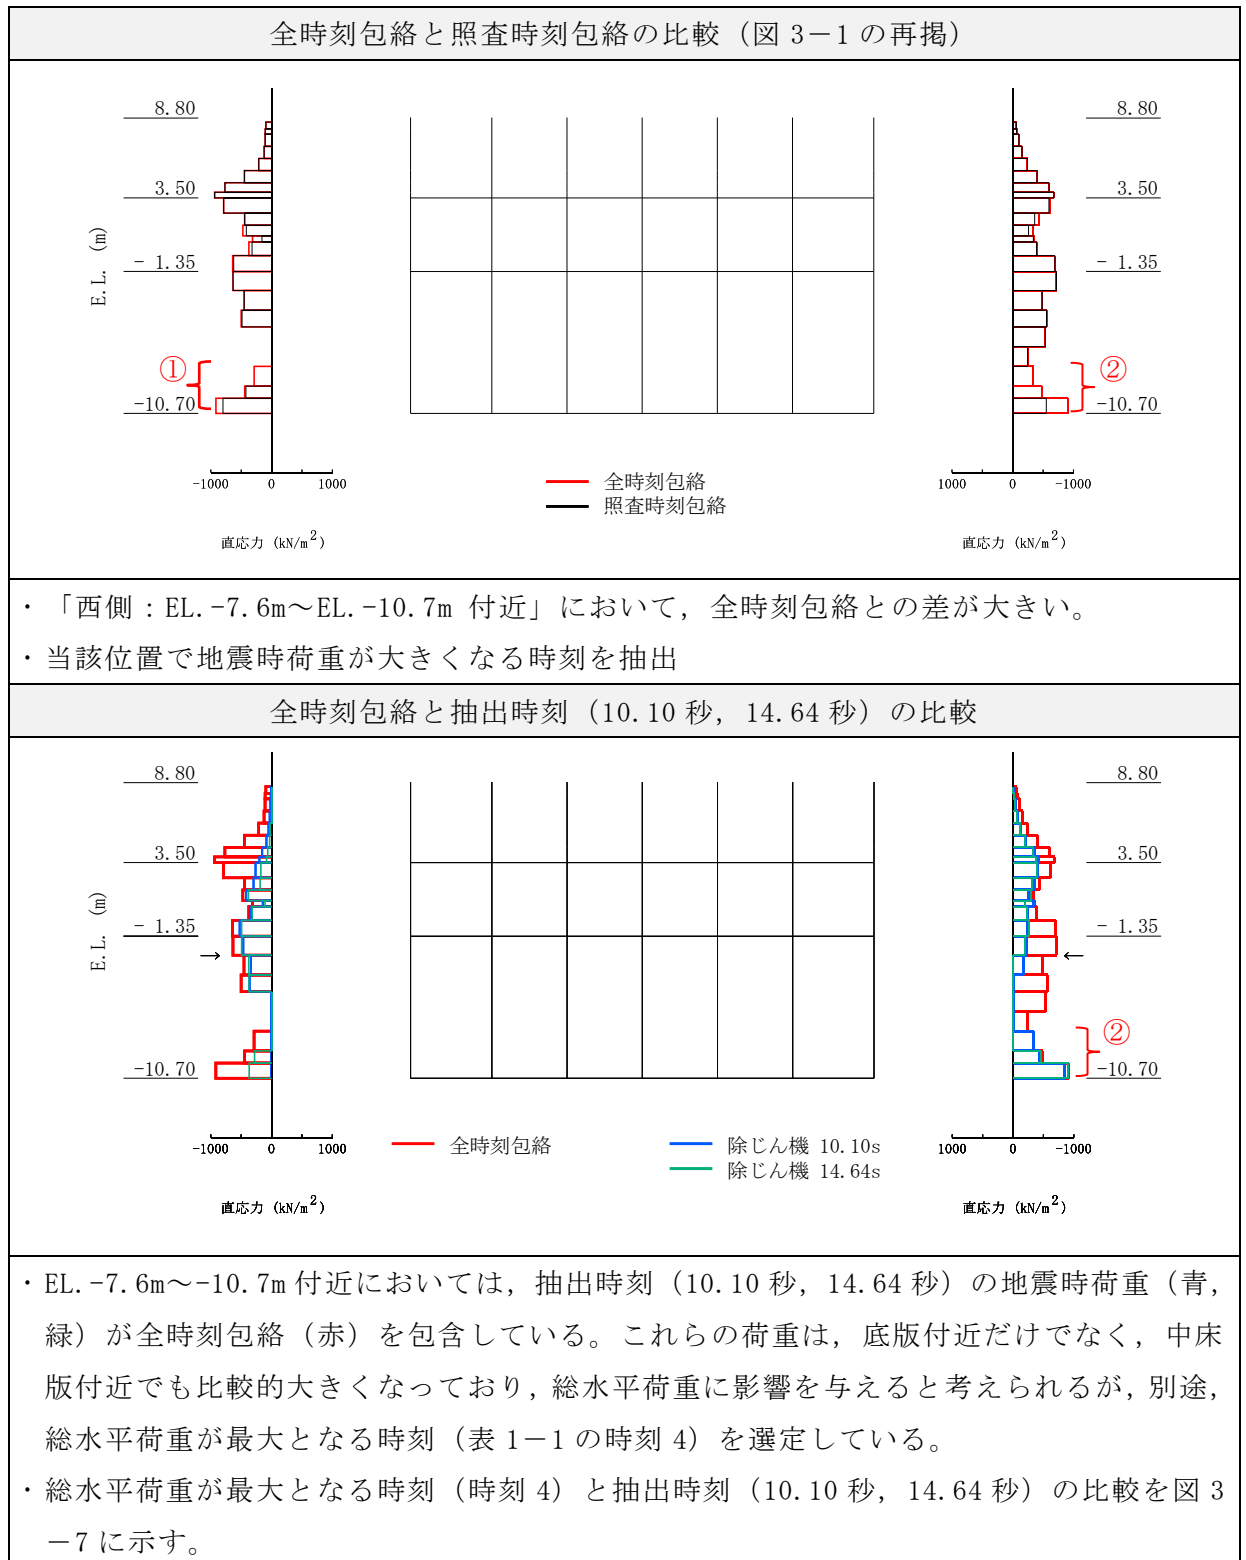 全時刻包絡と照査時刻包絡の比較（図 3－1 の再掲）
8.80
8.80
3.50
3.50
E.L. (m)
- 1.35
- 1.35
①
②
-10.70
-10.70
-1000 0 1000
1000 0 -1000
全時刻包絡
照査時刻包絡
直応力 (kN/m²)
直応力 (kN/m²)
・「西側：EL.-7.6m～EL.-10.7m 付近」において，全時刻包絡との差が大きい。
・当該位置で地震時荷重が大きくなる時刻を抽出
全時刻包絡と抽出時刻（10.10 秒，14.64 秒）の比較
8.80
8.80
3.50
3.50
E.L. (m)
- 1.35
- 1.35
②
-10.70
-10.70
-1000 0 1000
1000 0 -1000
全時刻包絡
除じん機 10.10s
除じん機 14.64s
直応力 (kN/m²)
直応力 (kN/m²)
・EL.-7.6m～-10.7m 付近においては，抽出時刻（10.10 秒，14.64 秒）の地震時荷重（青，
緑）が全時刻包絡（赤）を包含している。これらの荷重は，底版付近だけでなく，中床
版付近でも比較的大きくなっており，総水平荷重に影響を与えると考えられるが，別途，
総水平荷重が最大となる時刻（表 1－1 の時刻 4）を選定している。
・総水平荷重が最大となる時刻（時刻 4）と抽出時刻（10.10 秒，14.64 秒）の比較を図 3
－7 に示す。